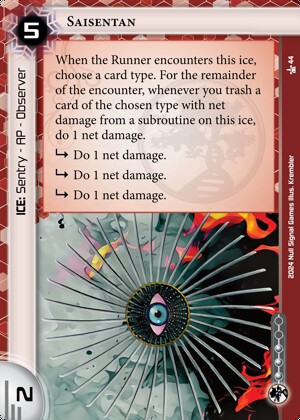 5
Saisentan
When the Runner encounters this ice,
choose a card type. For the remainder
of the encounter, whenever you trash a
card of the chosen type with net
damage from a subroutine on this ice,
do 1 net damage.
↳ Do 1 net damage.
↳ Do 1 net damage.
↳ Do 1 net damage.
ICE: Sentry - AP - Observer
44
2024 Null Signal Games Illus. Krembler
2